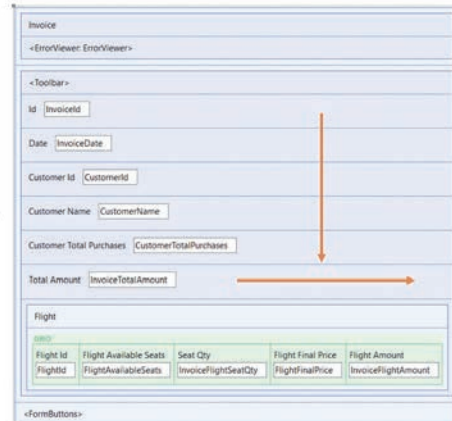 Invoice
<ErrorViewer: ErrorViewer>
<Toolbar>
Id InvoiceId
Date InvoiceDate
Customer Id CustomerId
Customer Name CustomerName
Customer Total Purchases CustomerTotalPurchases
Total Amount InvoiceTotalAmount
Flight
GRID
Flight Id Flight Available Seats Seat Qty Flight Final Price Flight Amount
FlightId FlightAvailableSeats InvoiceFlightSeatQty FlightFinalPrice InvoiceFlightAmount
<FormButtons>